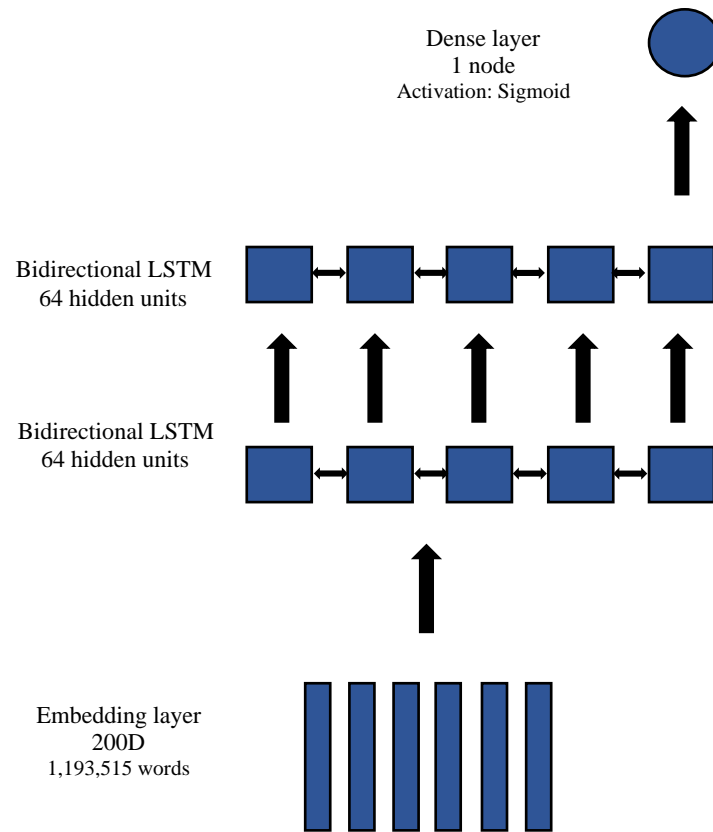 Dense layer
1 node
Activation: Sigmoid
Bidirectional LSTM
64 hidden units
Bidirectional LSTM
64 hidden units
Embedding layer
200D
1,193,515 words